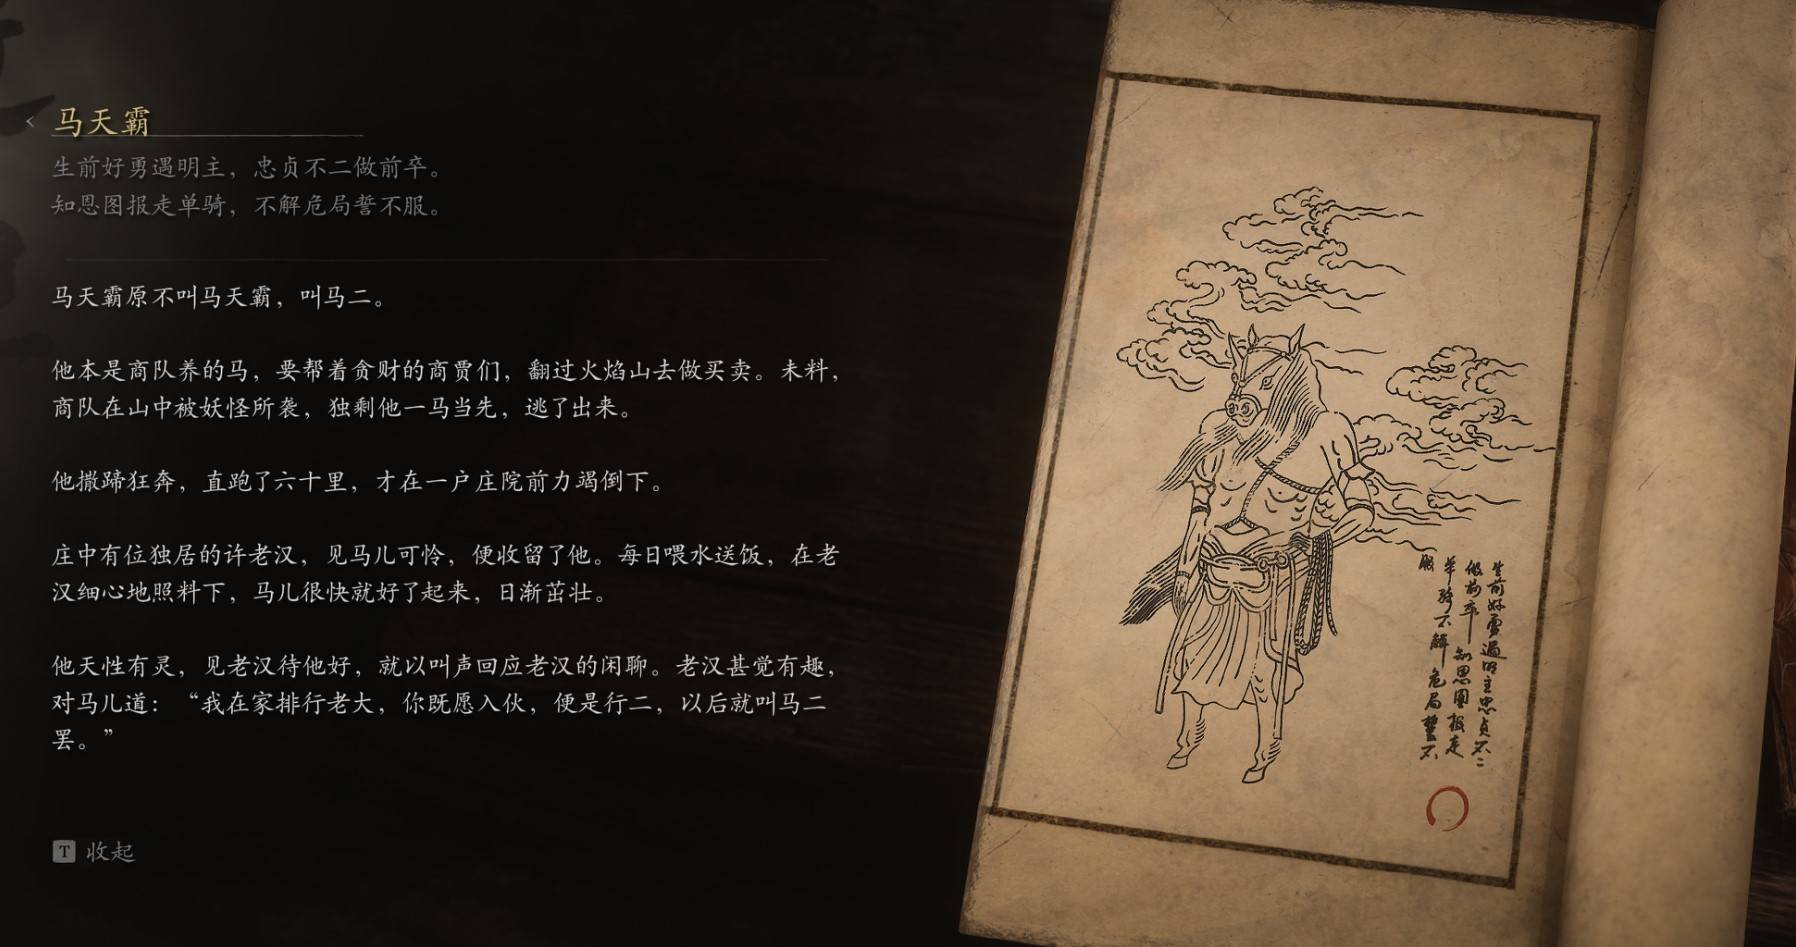 马天霸
生前好勇遇明主，忠贞不二做前卒。
知恩图报走单骑，不解危局誓不服。
马天霸原不叫马天霸，叫马二。
他本是商队养的马，要帮着贪财的商贾们，翻过火焰山去做买卖。未料，
商队在山中被妖怪所袭，独剩他一马当先，逃了出来。
他撒蹄狂奔，直跑了六十里，才在一户庄院前力竭倒下。
庄中有位独居的许老汉，见马儿可怜，便收留了他。每日喂水送饭，在老
汉细心地照料下，马儿很快就好了起来，日渐茁壮。
他天性有灵，见老汉待他好，就以叫声回应老汉的闲聊。老汉甚觉有趣，
对马儿道：“我在家排行老大，你既愿入伙，便是行二，以后就叫马二
罢。”
T 收起
生前好勇遇明主忠贞不二
做前卒 知恩图报走
单骑不解危局誓不
服